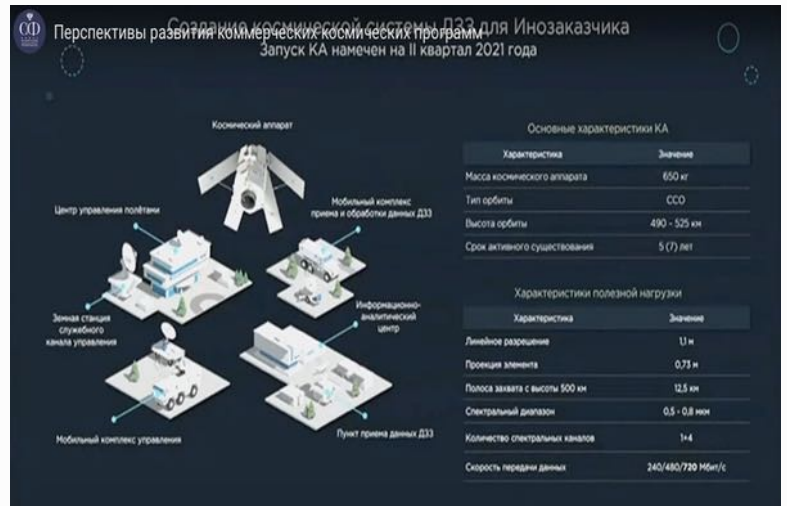 Создание космической системы ДЗЗ для Инозаказчика
Перспективы развития коммерческих космических программ
Запуск КА намечен на II квартал 2021 года
Космический аппарат
Центр управления полётами
Мобильный комплекс
приема и обработки данных ДЗЗ
Земная станция
служебного
канала управления
Информационно-
аналитический
центр
Мобильный комплекс управления
Пункт приема данных ДЗЗ
Основные характеристики КА
Характеристика Значение
Масса космического аппарата 650 кг
Тип орбиты ССО
Высота орбиты 490 - 525 км
Срок активного существования 5 (7) лет
Характеристики полезной нагрузки
Характеристика Значение
Линейное разрешение 1,1 м
Проекция элемента 0,73 м
Полоса захвата с высоты 500 км 12,5 км
Спектральный диапазон 0,5 - 0,8 мкм
Количество спектральных каналов 1+4
Скорость передачи данных 240/480/720 Мбит/с